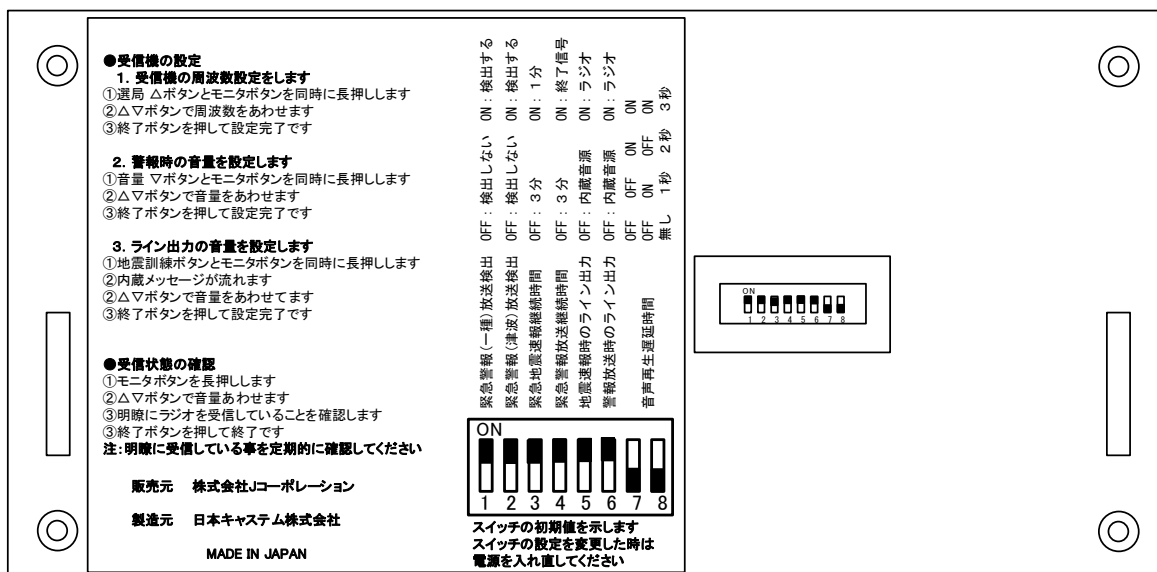 ●受信機の設定
1. 受信機の周波数設定をします
①選局 △ボタンとモニタボタンを同時に長押しします
②△▽ボタンで周波数をあわせます
③終了ボタンを押して設定完了です
2. 警報時の音量を設定します
①音量 ▽ボタンとモニタボタンを同時に長押しします
②△▽ボタンで音量をあわせます
③終了ボタンを押して設定完了です
3. ライン出力の音量を設定します
①地震訓練ボタンとモニタボタンを同時に長押しします
②内蔵メッセージが流れます
②△▽ボタンで音量をあわせてます
③終了ボタンを押して設定完了です
●受信状態の確認
①モニタボタンを長押しします
②△▽ボタンで音量あわせます
③明瞭にラジオを受信していることを確認します
③終了ボタンを押して終了です
注:明瞭に受信している事を定期的に確認してください
販売元 株式会社Jコーポレーション
製造元 日本キャステム株式会社
MADE IN JAPAN
緊急警報(一種)放送検出 OFF:検出しない ON:検出する
緊急警報(津波)放送検出 OFF:検出しない ON:検出する
緊急地震速報継続時間 OFF:3分 ON:1分
緊急警報放送継続時間 OFF:3分 ON:終了信号
地震速報時のライン出力 OFF:内蔵音源 ON:ラジオ
警報放送時のライン出力 OFF:内蔵音源 ON:ラジオ
OFF OFF ON ON
音声再生遅延時間 OFF ON OFF ON
無し 1秒 2秒 3秒
ON
1 2 3 4 5 6 7 8
スイッチの初期値を示します
スイッチの設定を変更した時は
電源を入れ直してください
ON
1 2 3 4 5 6 7 8